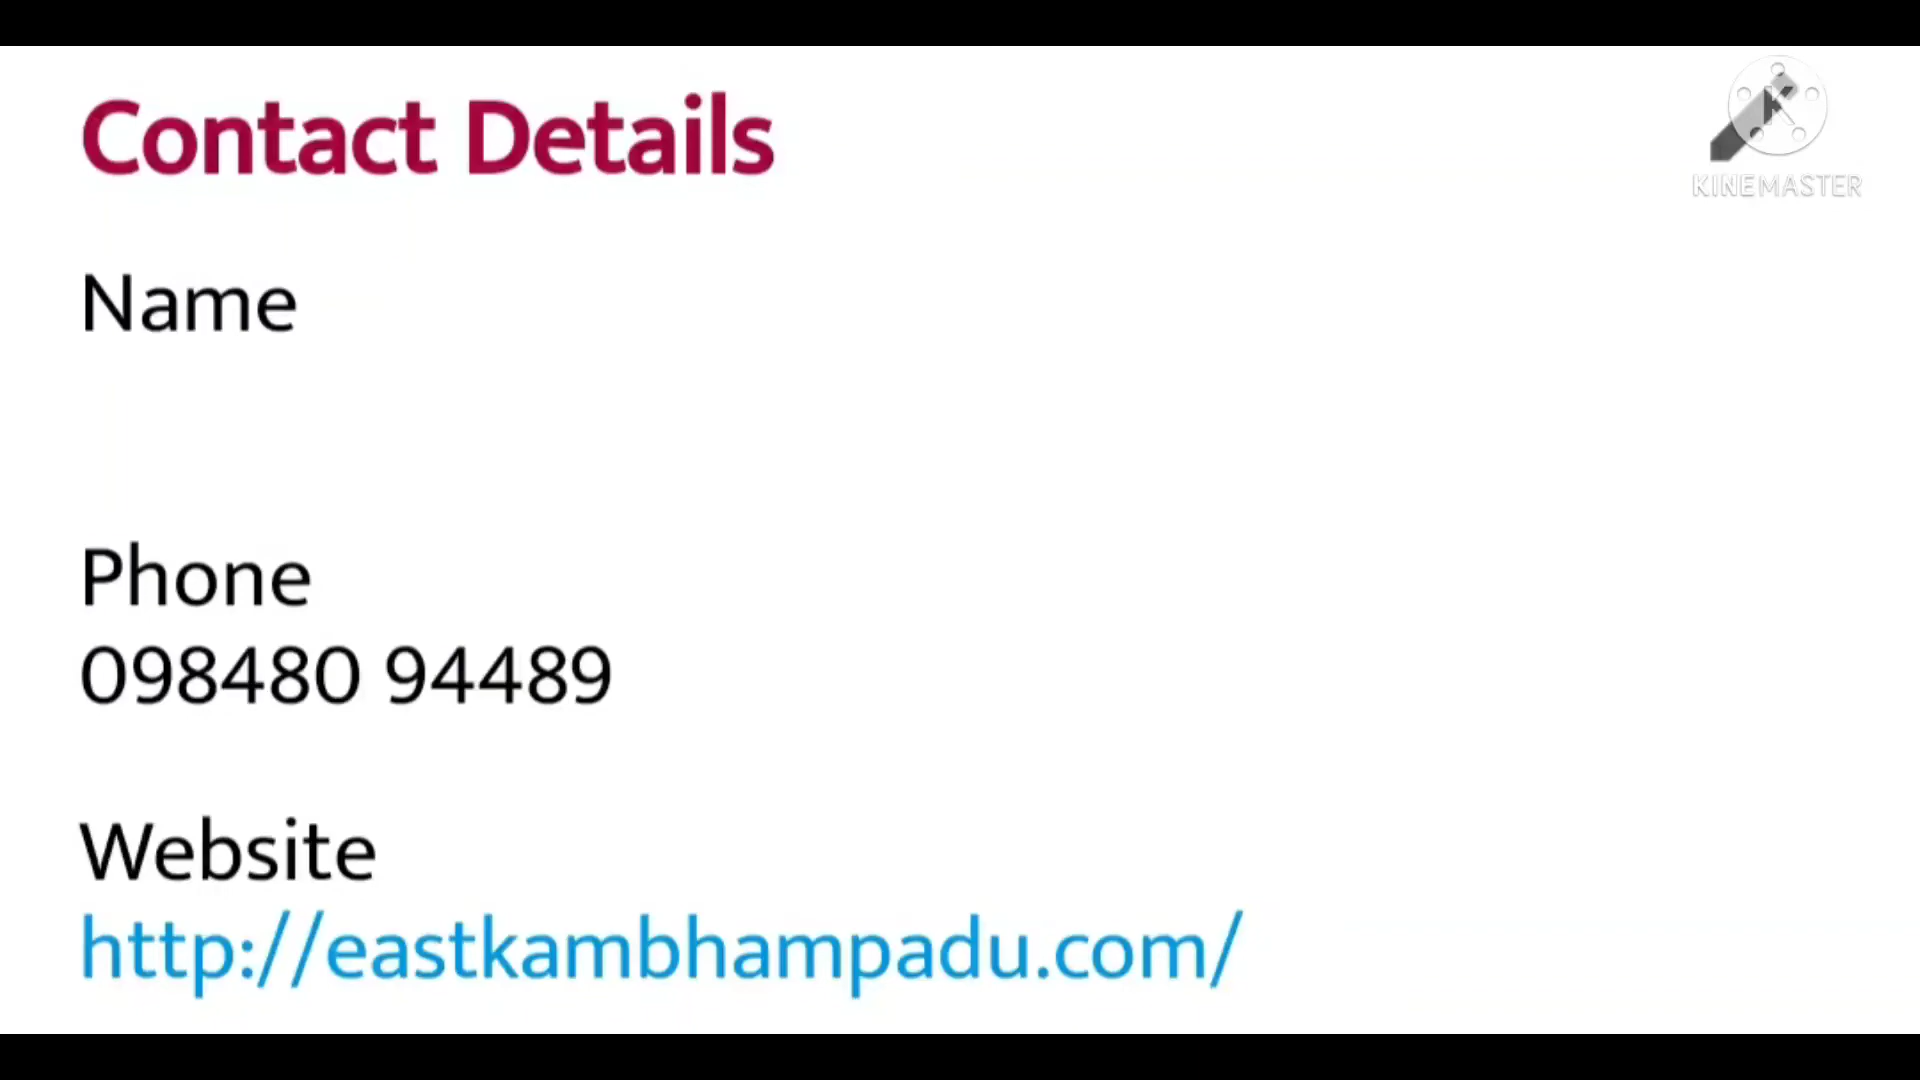 Contact Details
KINEMASTER
Name
Phone
098480 94489
Website
http://eastkambhampadu.com/